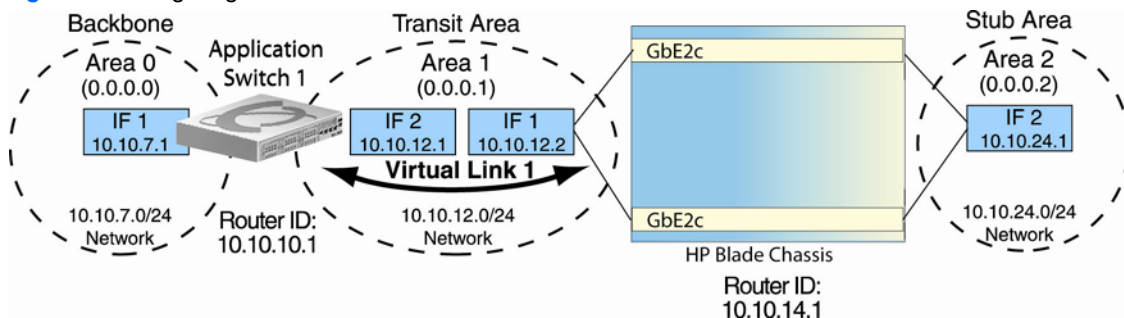 Backbone
Area 0
(0.0.0.0)
IF 1
10.10.7.1
10.10.7.0/24
Network
Application
Switch 1
Router ID:
10.10.10.1
Transit Area
Area 1
(0.0.0.1)
IF 2
10.10.12.1
IF 1
10.10.12.2
Virtual Link 1
10.10.12.0/24
Network
GbE2c
GbE2c
HP Blade Chassis
Router ID:
10.10.14.1
Stub Area
Area 2
(0.0.0.2)
IF 2
10.10.24.1
10.10.24.0/24
Network